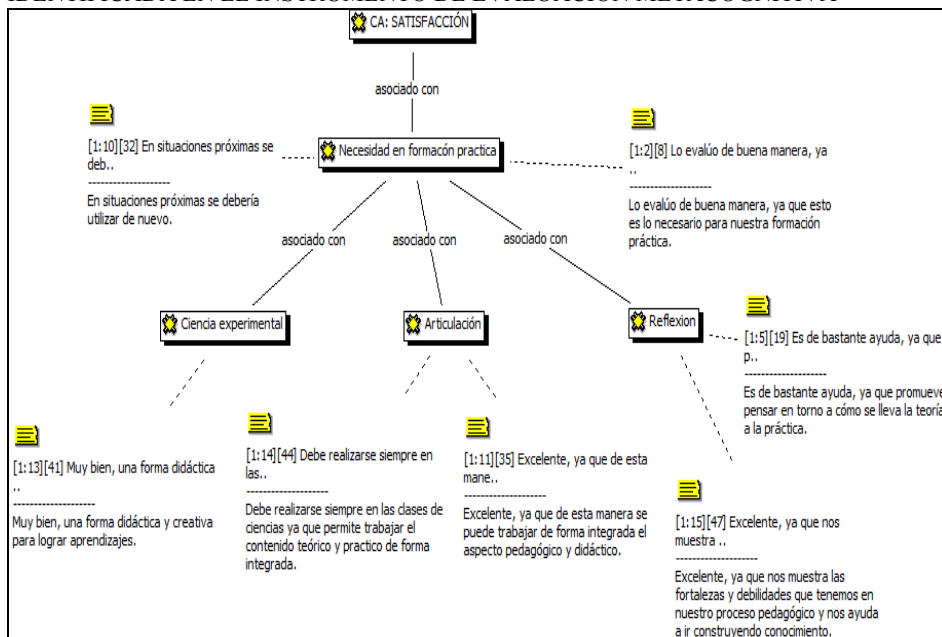 IDENTIFICADA EN EL INSTRUMENTO DE EVALUACIÓN METACOGNITIVA
CA: SATISFACCIÓN
asociado con
[1:10][32] En situaciones próximas se
deb..
--------------------
En situaciones próximas se debería
utilizar de nuevo.
Necesidad en formacón practica
[1:2][8] Lo evalúo de buena manera, ya
..
--------------------
Lo evalúo de buena manera, ya que esto
es lo necesario para nuestra formación
práctica.
asociado con
asociado con
asociado con
Ciencia experimental
Articulación
Reflexion
[1:5][19] Es de bastante ayuda, ya que
p..
--------------------
Es de bastante ayuda, ya que promueve
pensar en torno a cómo se lleva la teoría
a la práctica.
[1:13][41] Muy bien, una forma didáctica
..
--------------------
Muy bien, una forma didáctica y creativa
para lograr aprendizajes.
[1:14][44] Debe realizarse siempre en
las..
--------------------
Debe realizarse siempre en las clases de
ciencias ya que permite trabajar el
contenido teórico y practico de forma
integrada.
[1:11][35] Excelente, ya que de esta
mane..
--------------------
Excelente, ya que de esta manera se
puede trabajar de forma integrada el
aspecto pedagógico y didáctico.
[1:15][47] Excelente, ya que nos
muestra ..
--------------------
Excelente, ya que nos muestra las
fortalezas y debilidades que tenemos en
nuestro proceso pedagógico y nos ayuda
a ir construyendo conocimiento.